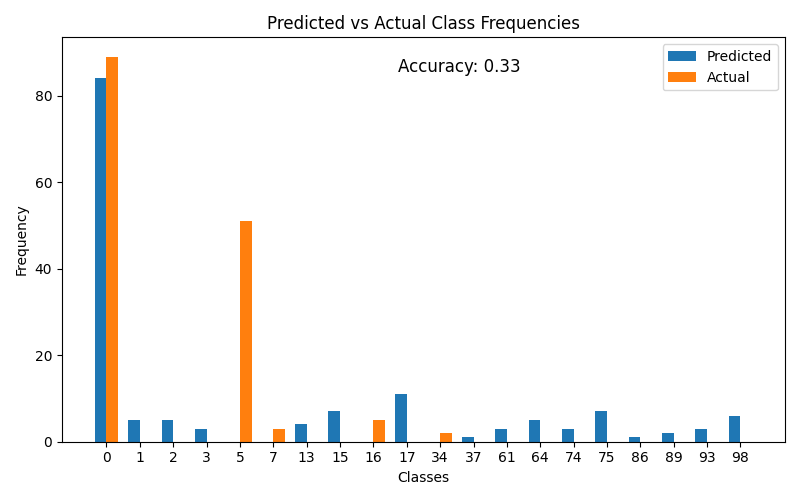 Predicted vs Actual Class Frequencies
Accuracy: 0.33
Predicted
Actual
Frequency
80
60
40
20
0
0 1 2 3 5 7 13 15 16 17 34 37 61 64 74 75 86 89 93 98
Classes